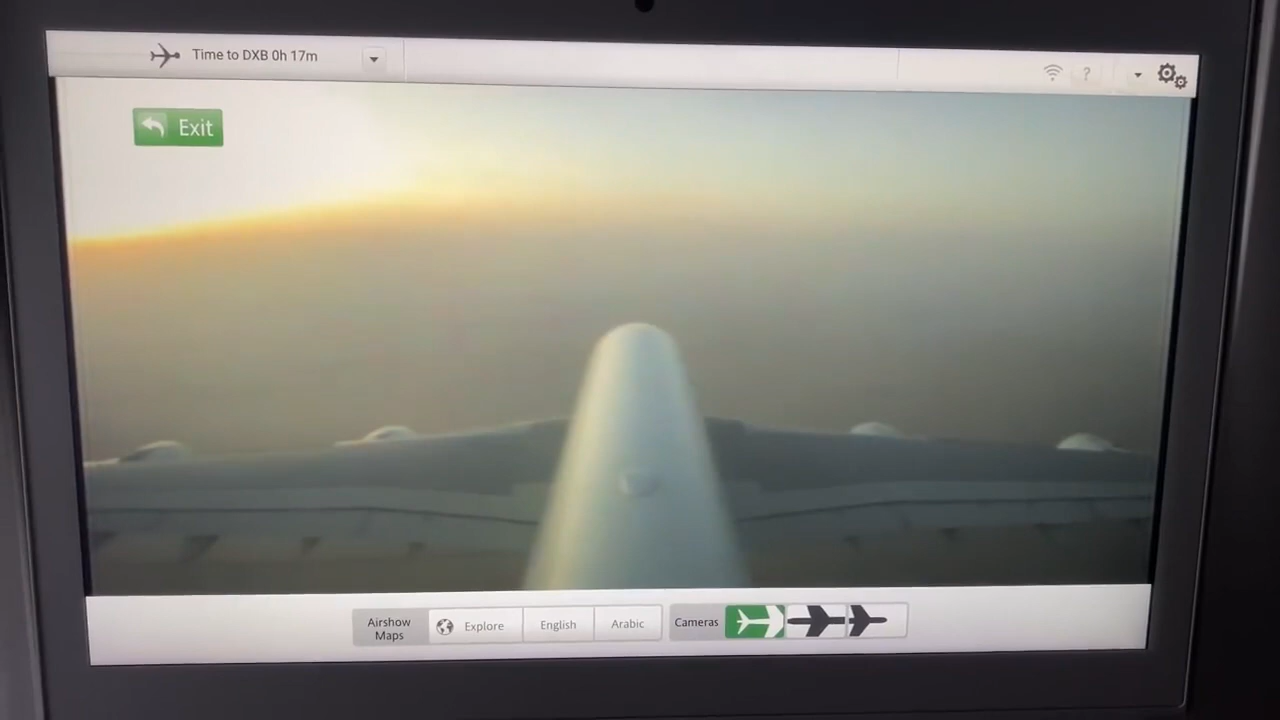 Time to DXB 0h 17m
?
Exit
Airshow
Maps
Explore
English
Arabic
Cameras